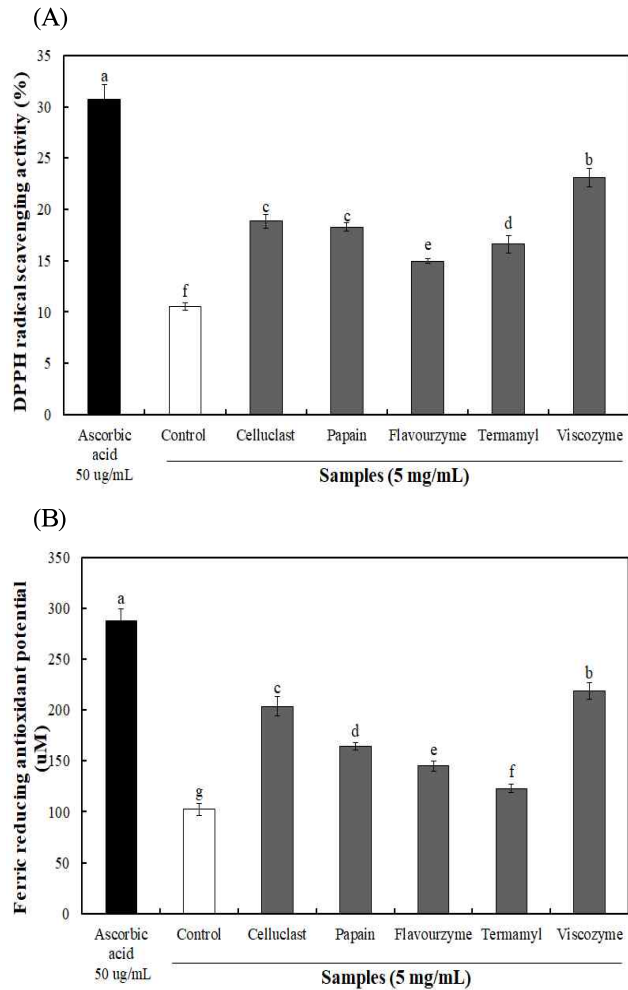 (A)
DPPH radical scavenging activity (%)
35
30
25
20
15
10
5
0
a
f
c
c
e
d
b
Ascorbic
acid
50 ug/mL
Control
Celluclast
Papain
Flavourzyme
Termamyl
Viscozyme
Samples (5 mg/mL)
(B)
Ferric reducing antioxidant potential
(uM)
350
300
250
200
150
100
50
0
a
g
c
d
e
f
b
Ascorbic
acid
50 ug/mL
Control
Celluclast
Papain
Flavourzyme
Termamyl
Viscozyme
Samples (5 mg/mL)